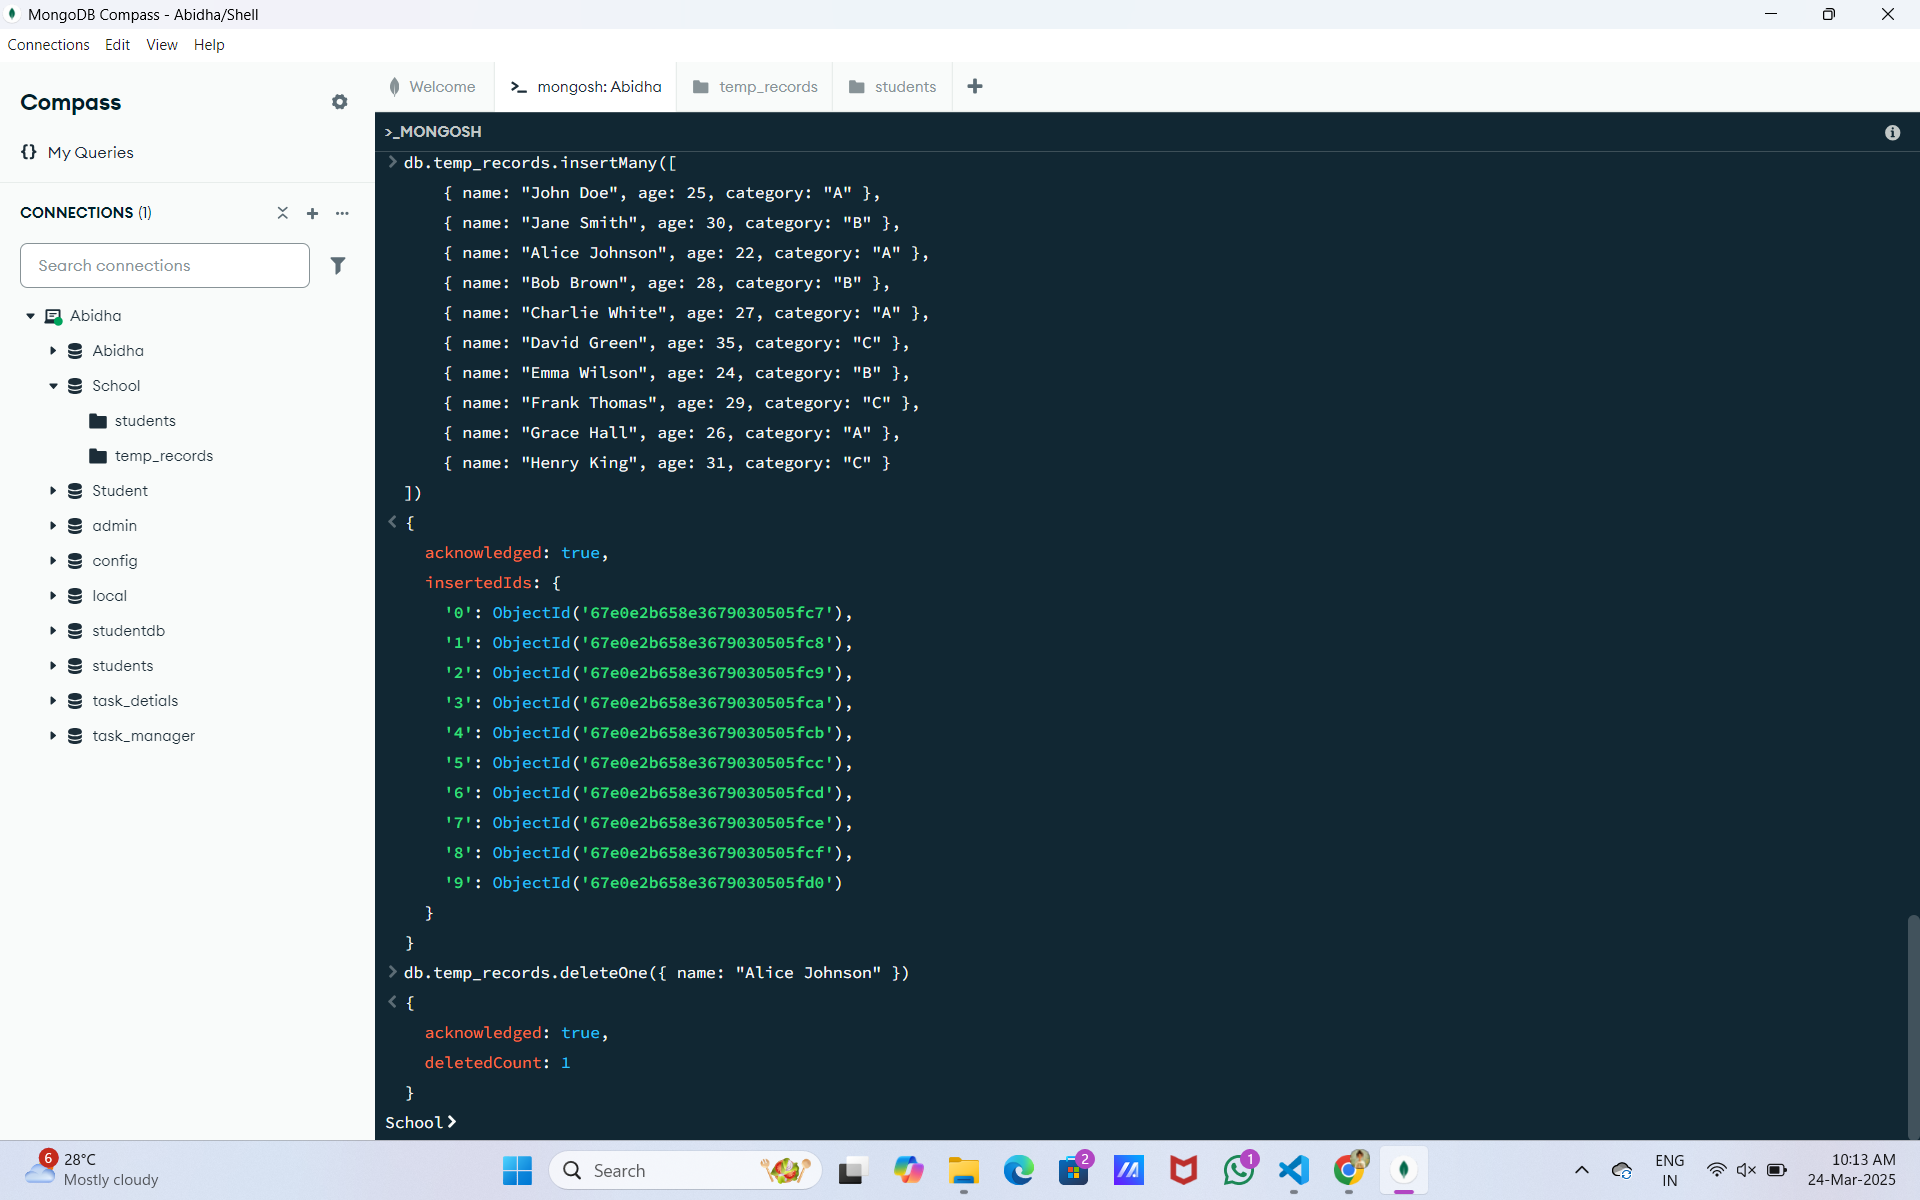 MongoDB Compass - Abidha/Shell
Connections Edit View Help
Compass
{} My Queries
CONNECTIONS (1)
Search connections
Abidha
Abidha
School
students
temp_records
Student
admin
config
local
studentdb
students
task_detials
task_manager
Welcome
>_ mongosh: Abidha
temp_records
students
>_MONGOSH
> db.temp_records.insertMany([
{ name: "John Doe", age: 25, category: "A" },
{ name: "Jane Smith", age: 30, category: "B" },
{ name: "Alice Johnson", age: 22, category: "A" },
{ name: "Bob Brown", age: 28, category: "B" },
{ name: "Charlie White", age: 27, category: "A" },
{ name: "David Green", age: 35, category: "C" },
{ name: "Emma Wilson", age: 24, category: "B" },
{ name: "Frank Thomas", age: 29, category: "C" },
{ name: "Grace Hall", age: 26, category: "A" },
{ name: "Henry King", age: 31, category: "C" }
])
< {
acknowledged: true,
insertedIds: {
'0': ObjectId('67e0e2b658e3679030505fc7'),
'1': ObjectId('67e0e2b658e3679030505fc8'),
'2': ObjectId('67e0e2b658e3679030505fc9'),
'3': ObjectId('67e0e2b658e3679030505fca'),
'4': ObjectId('67e0e2b658e3679030505fcb'),
'5': ObjectId('67e0e2b658e3679030505fcc'),
'6': ObjectId('67e0e2b658e3679030505fcd'),
'7': ObjectId('67e0e2b658e3679030505fce'),
'8': ObjectId('67e0e2b658e3679030505fcf'),
'9': ObjectId('67e0e2b658e3679030505fd0')
}
}
> db.temp_records.deleteOne({ name: "Alice Johnson" })
< {
acknowledged: true,
deletedCount: 1
}
School>
6
28°C
Mostly cloudy
Search
2
1
ENG
IN
10:13 AM
24-Mar-2025